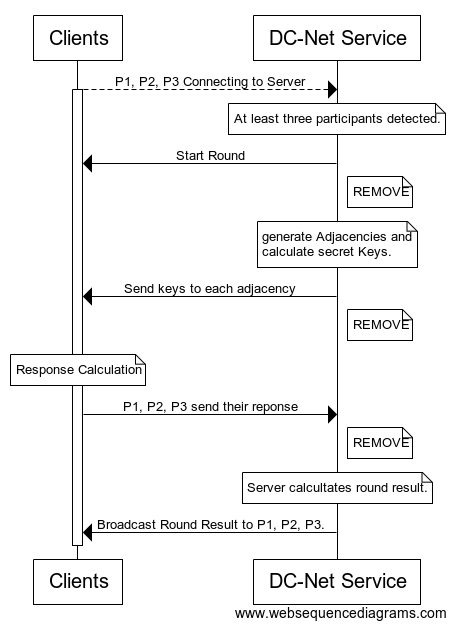 Clients
DC-Net Service
P1, P2, P3 Connecting to Server
At least three participants detected.
Start Round
REMOVE
generate Adjacencies and
calculate secret Keys.
Send keys to each adjacency
REMOVE
Response Calculation
P1, P2, P3 send their reponse
REMOVE
Server calcultates round result.
Broadcast Round Result to P1, P2, P3.
Clients
DC-Net Service
www.websequencediagrams.com